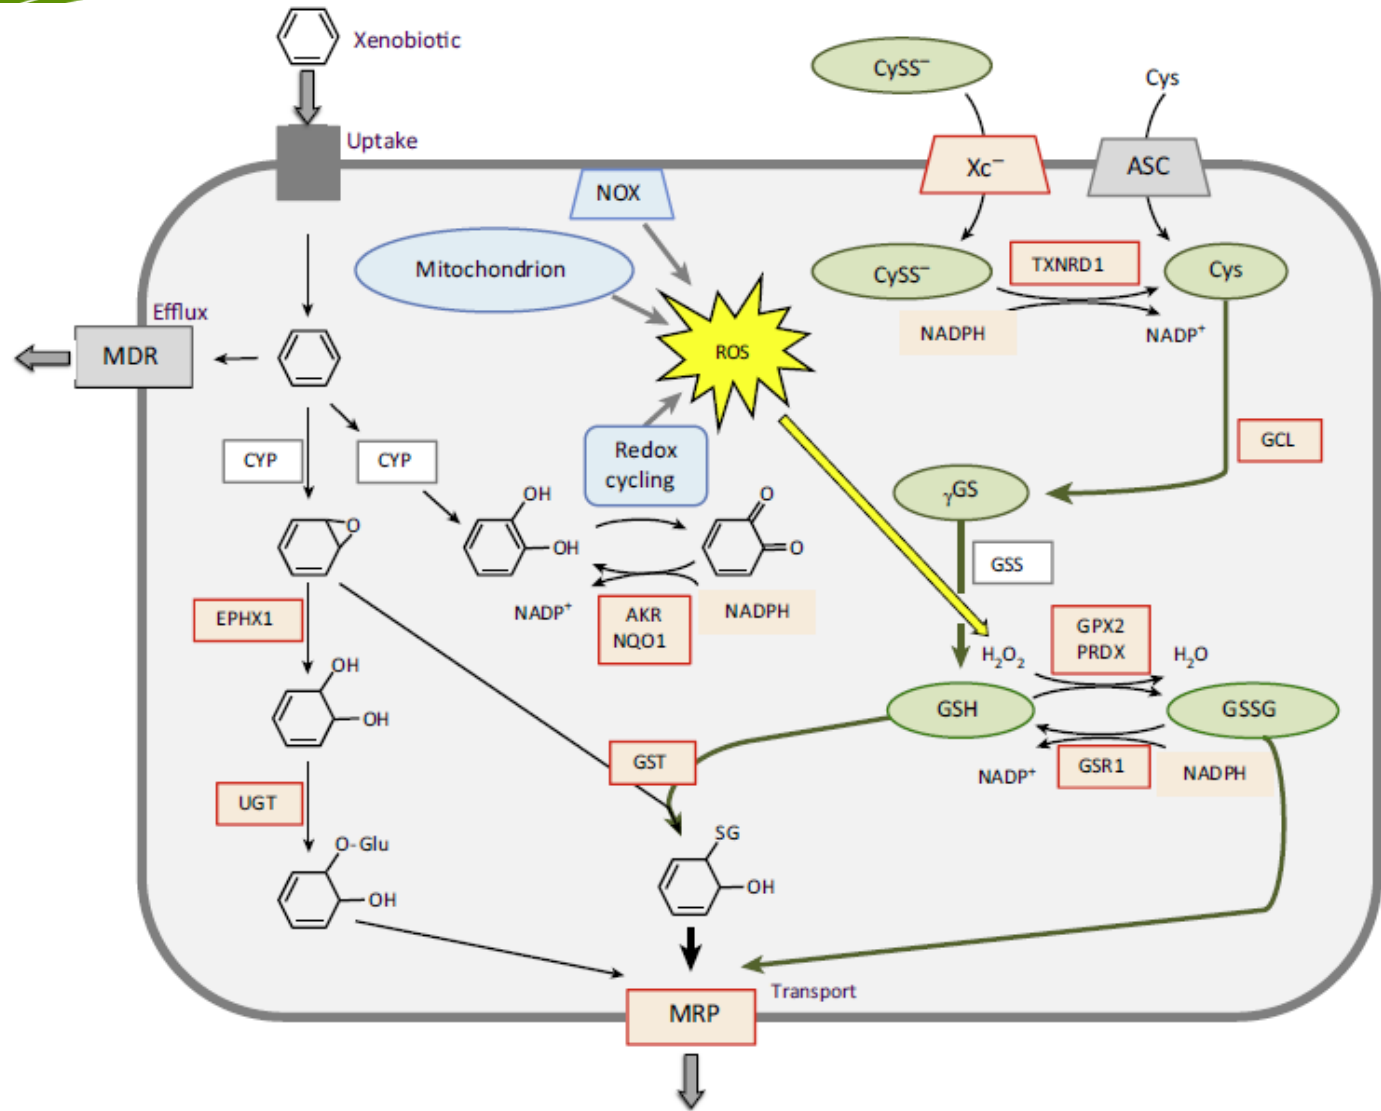 Xenobiotic
CySS⁻
Cys
Uptake
Xc⁻
ASC
NOX
Mitochondrion
CySS⁻
TXNRD1
Cys
Efflux
NADPH
NADP⁺
MDR
ROS
CYP
CYP
Redox
cycling
GCL
OH
OH
O
O
O
γGS
GSS
EPHX1
NADP⁺
AKR
NQO1
NADPH
GPX2
PRDX
H₂O₂
H₂O
OH
OH
GSH
GSSG
GST
NADP⁺
GSR1
NADPH
UGT
O-Glu
OH
SG
OH
Transport
MRP